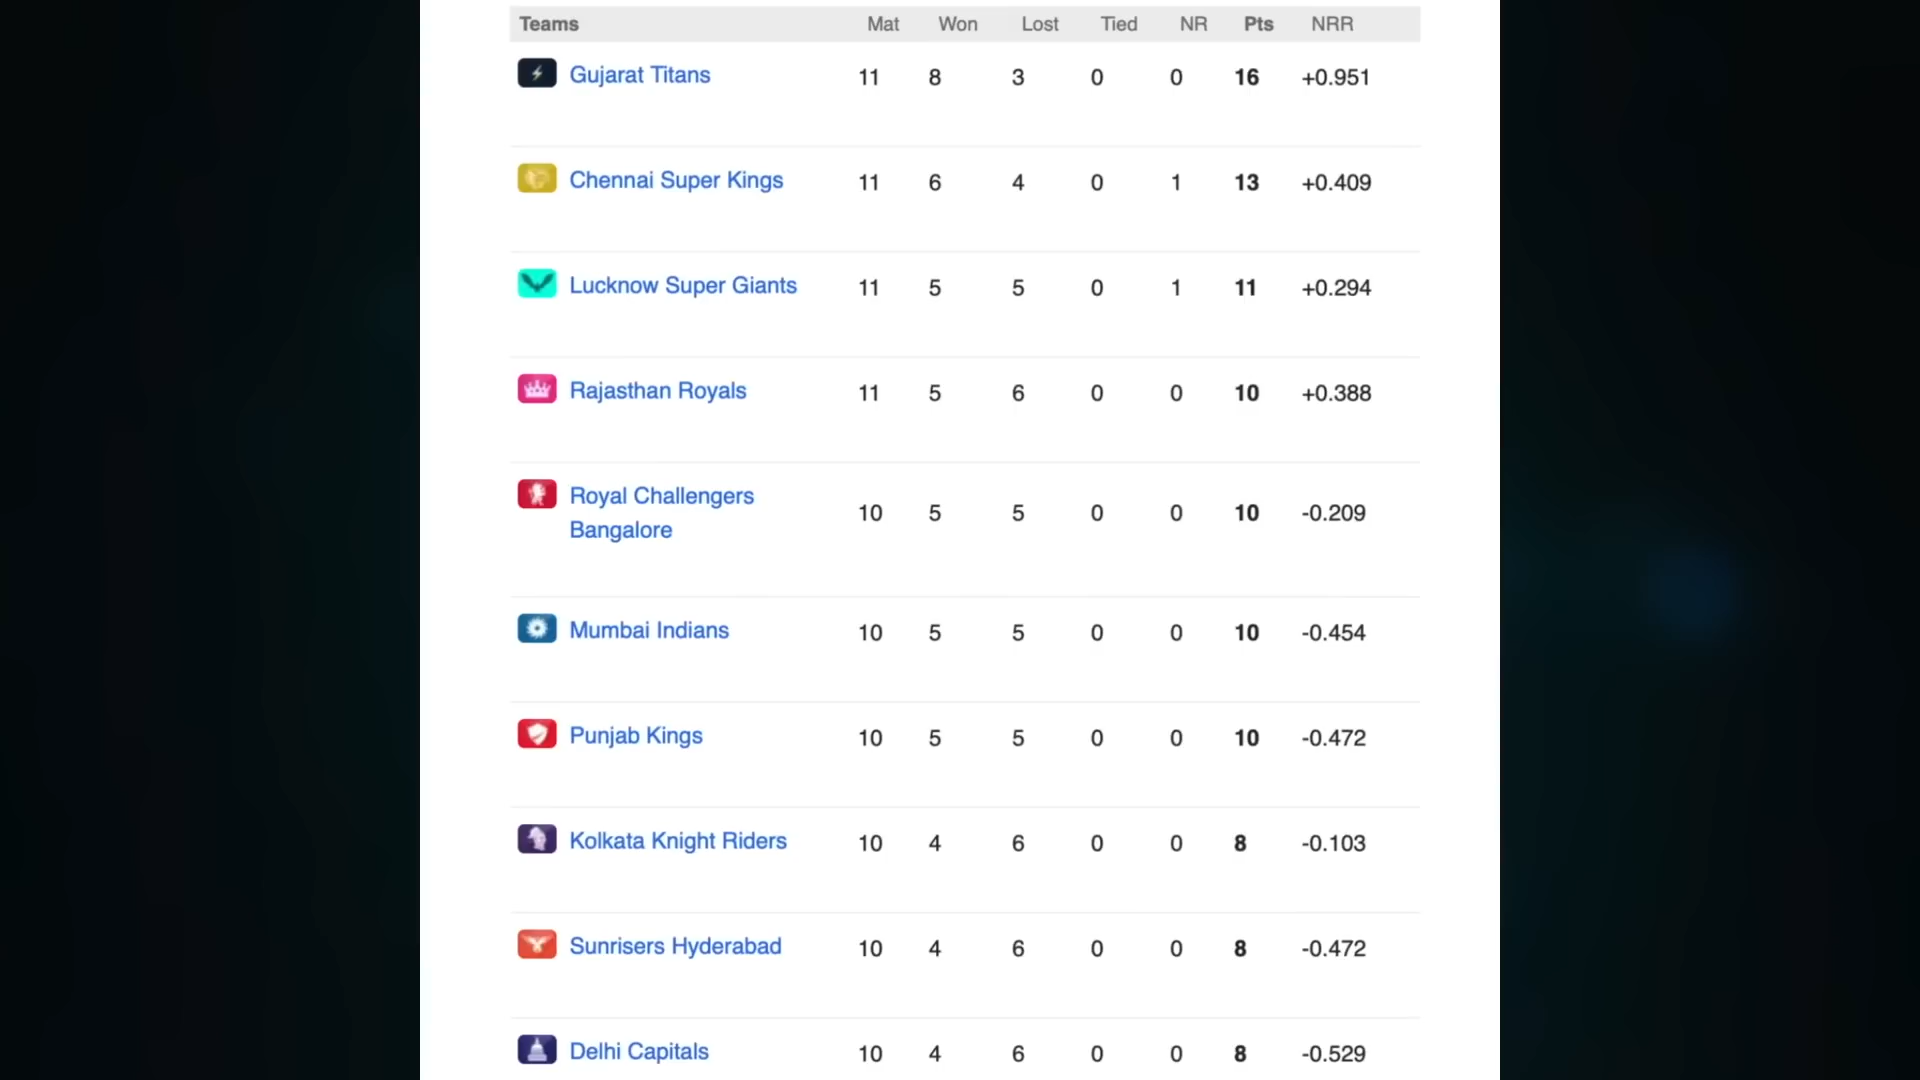 Teams Mat Won Lost Tied NR Pts NRR
Gujarat Titans 11 8 3 0 0 16 +0.951
Chennai Super Kings 11 6 4 0 1 13 +0.409
Lucknow Super Giants 11 5 5 0 1 11 +0.294
Rajasthan Royals 11 5 6 0 0 10 +0.388
Royal Challengers
Bangalore 10 5 5 0 0 10 -0.209
Mumbai Indians 10 5 5 0 0 10 -0.454
Punjab Kings 10 5 5 0 0 10 -0.472
Kolkata Knight Riders 10 4 6 0 0 8 -0.103
Sunrisers Hyderabad 10 4 6 0 0 8 -0.472
Delhi Capitals 10 4 6 0 0 8 -0.529